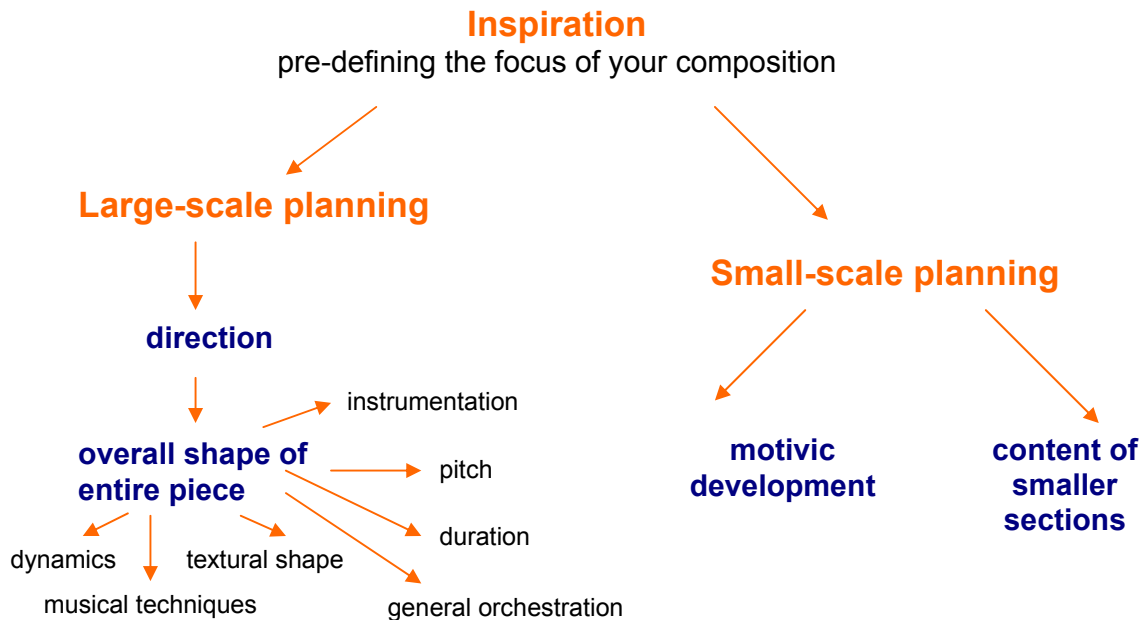 Inspiration
pre-defining the focus of your composition
Large-scale planning
Small-scale planning
direction
instrumentation
overall shape of
entire piece
pitch
motivic
development
content of
smaller
sections
duration
dynamics
textural shape
musical techniques
general orchestration